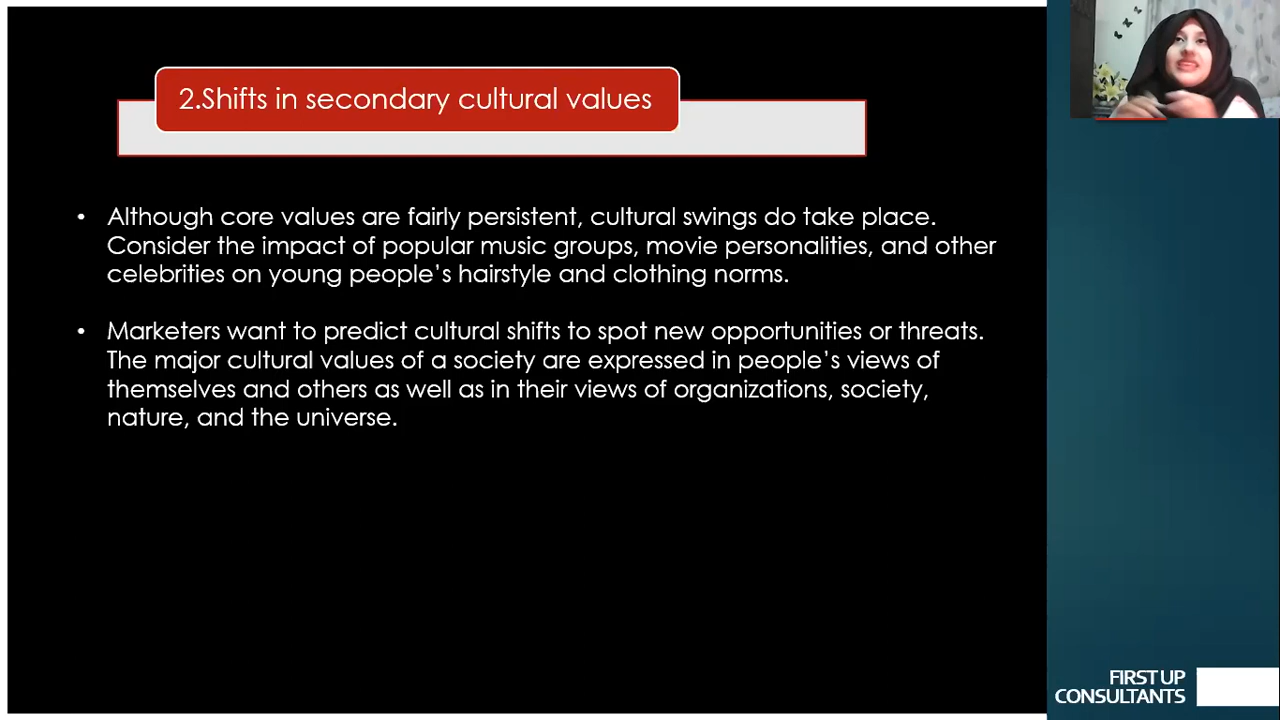 2.Shifts in secondary cultural values
• Although core values are fairly persistent, cultural swings do take place.
Consider the impact of popular music groups, movie personalities, and other
celebrities on young people’s hairstyle and clothing norms.
• Marketers want to predict cultural shifts to spot new opportunities or threats.
The major cultural values of a society are expressed in people’s views of
themselves and others as well as in their views of organizations, society,
nature, and the universe.
FIRST UP
CONSULTANTS